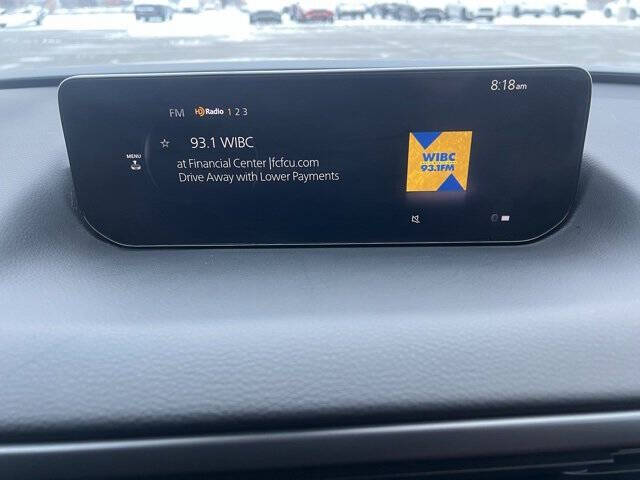 8:18am
FM HD Radio 1 2 3
MENU
93.1 WIBC
at Financial Center |fcfcu.com
Drive Away with Lower Payments
WIBC
93.1FM